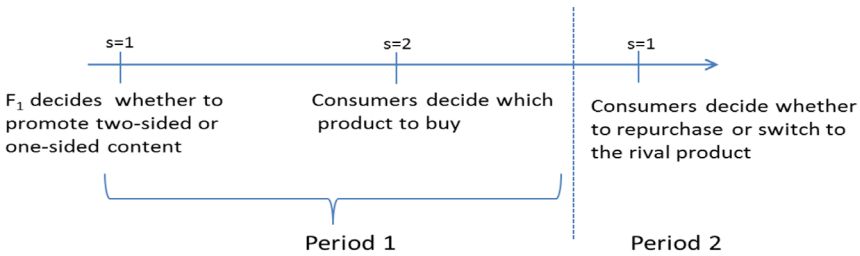 s=1
s=2
s=1
F₁ decides whether to
promote two-sided or
one-sided content
Consumers decide which
product to buy
Consumers decide whether
to repurchase or switch to
the rival product
Period 1
Period 2